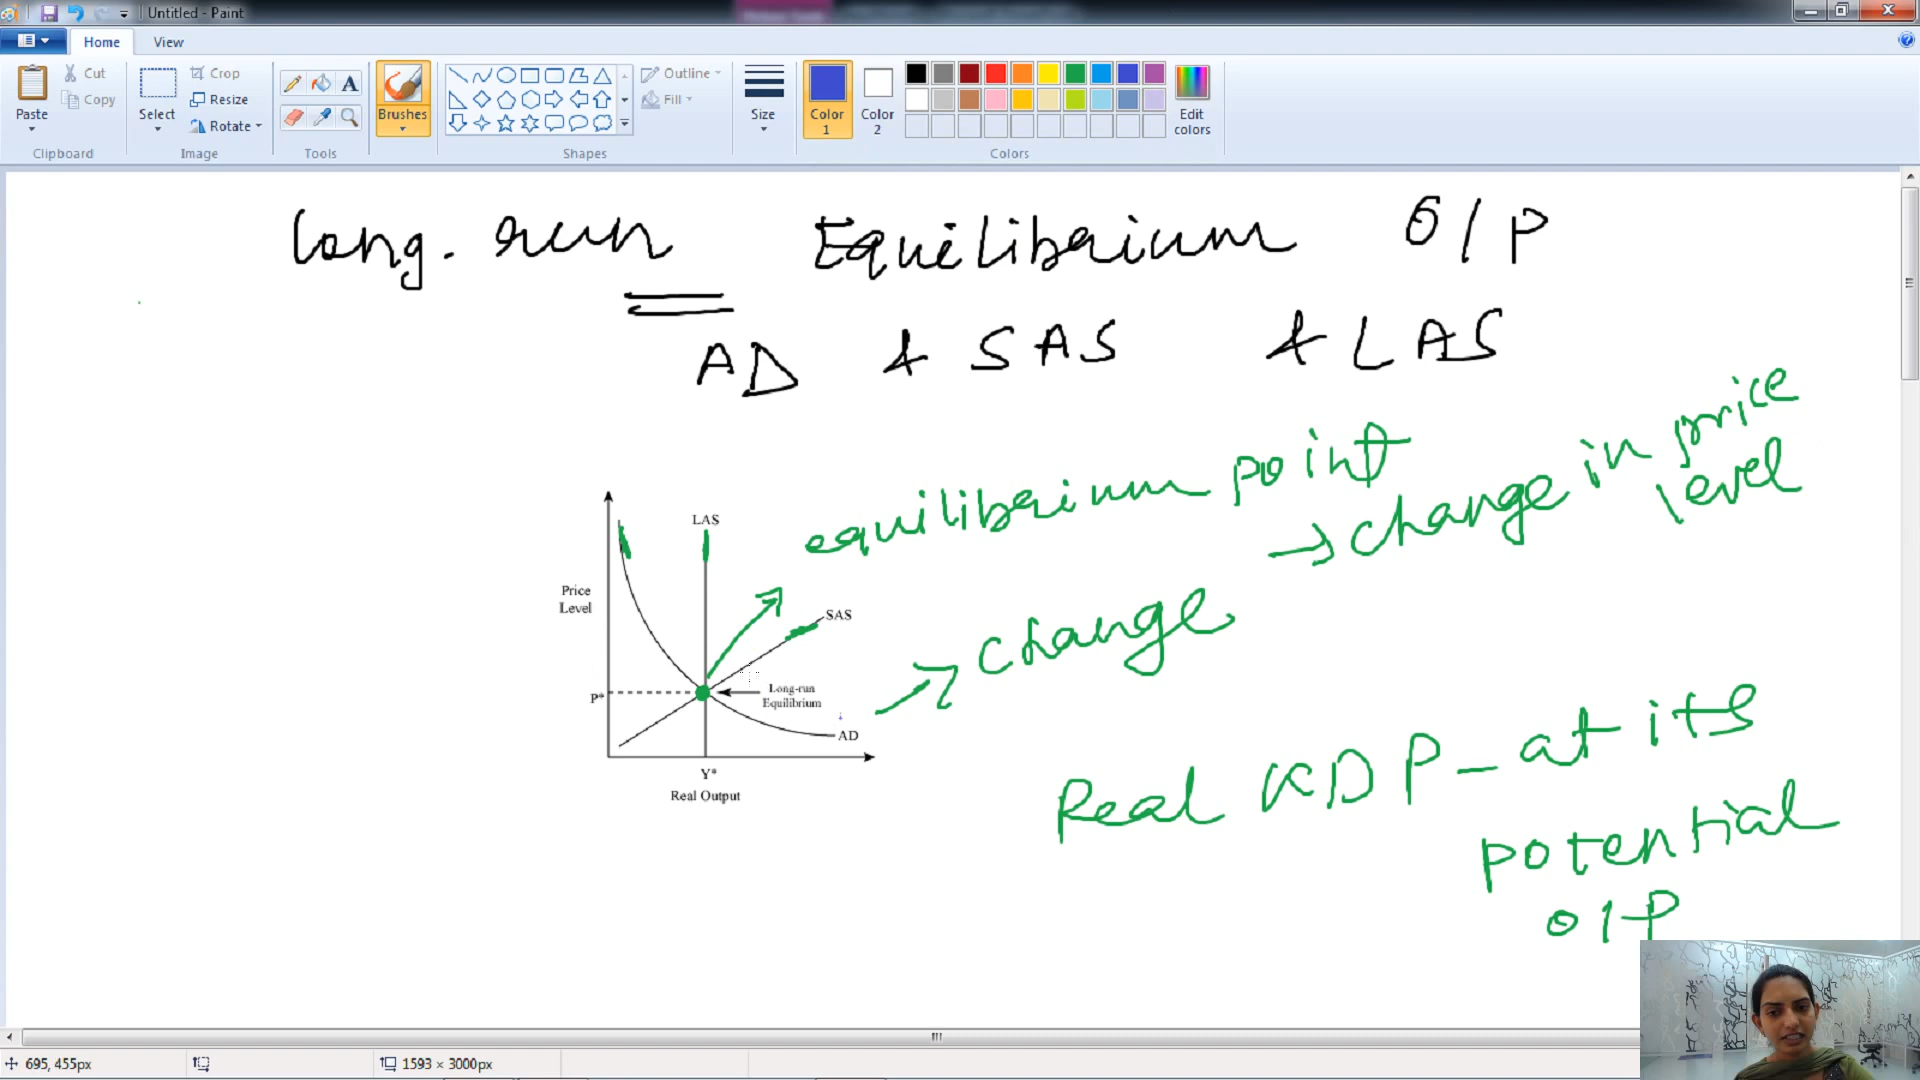 Untitled - Paint
Home View
Paste
Cut
Copy
Clipboard
Select
Crop
Resize
Rotate
Image
Tools
Brushes
Outline
Fill
Shapes
Size
Color 1
Color 2
Edit colors
Colors
long. run Equilibrium O/P
AD & SAS & LAS
equilibrium point
→ change in price level
change
Real GDP - at its
potential
O/P
LAS
Price Level
SAS
P*
Long-run Equilibrium
AD
Y*
Real Output
695, 455px
1593 × 3000px